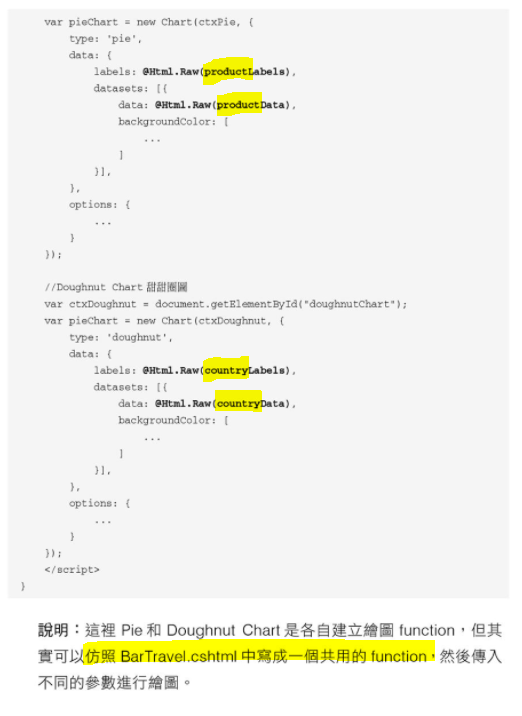 var pieChart = new Chart(ctxPie, {
type: 'pie',
data: {
labels: @Html.Raw(productLabels),
datasets: [{
data: @Html.Raw(productData),
backgroundColor: [
...
]
}],
},
options: {
...
}
});
//Doughnut Chart 甜甜圈圖
var ctxDoughnut = document.getElementById("doughnutChart");
var pieChart = new Chart(ctxDoughnut, {
type: 'doughnut',
data: {
labels: @Html.Raw(countryLabels),
datasets: [{
data: @Html.Raw(countryData),
backgroundColor: [
...
]
}],
},
options: {
...
}
});
</script>
}
說明：這裡 Pie 和 Doughnut Chart 是各自建立繪圖 function，但其
實可以仿照 BarTravel.cshtml 中寫成一個共用的 function，然後傳入
不同的參數進行繪圖。